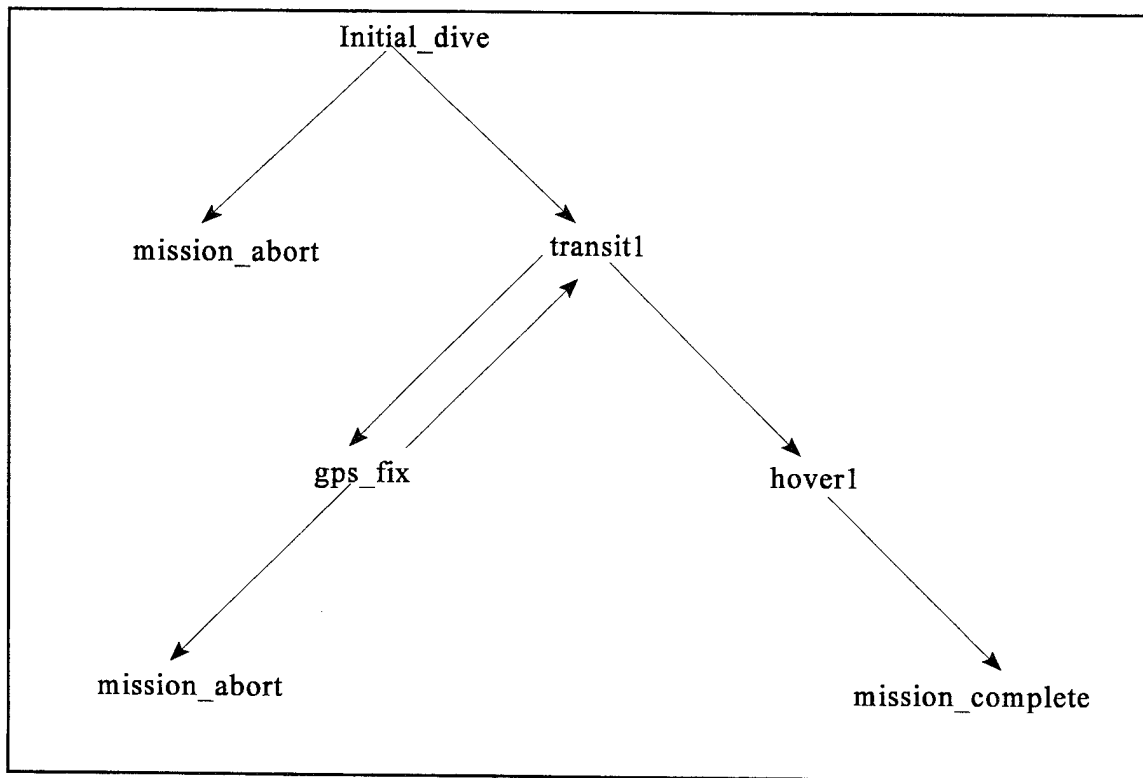 Initial_dive
mission_abort
transit1
gps_fix
hover1
mission_abort
mission_complete